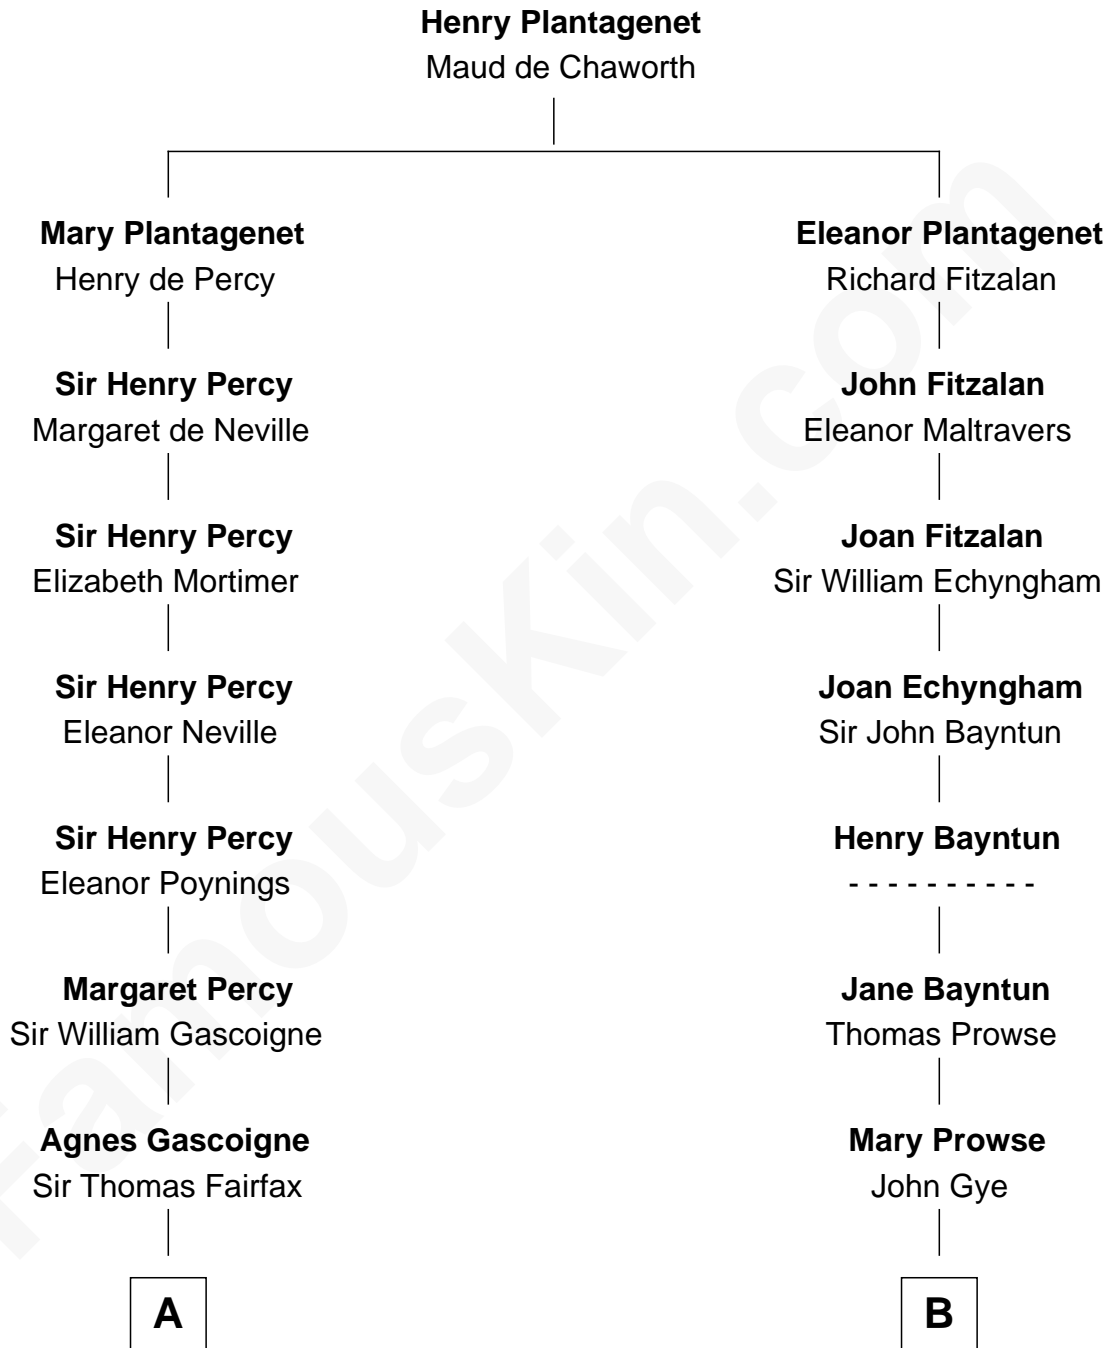 Henry Plantagenet
Maud de Chaworth
Mary Plantagenet
Henry de Percy
Eleanor Plantagenet
Richard Fitzalan
Sir Henry Percy
Margaret de Neville
John Fitzalan
Eleanor Maltravers
Sir Henry Percy
Elizabeth Mortimer
Joan Fitzalan
Sir William Echyngham
Sir Henry Percy
Eleanor Neville
Joan Echyngham
Sir John Bayntun
Sir Henry Percy
Eleanor Poynings
Henry Bayntun
- - - - - - - - - -
Margaret Percy
Sir William Gascoigne
Jane Bayntun
Thomas Prowse
Agnes Gascoigne
Sir Thomas Fairfax
Mary Prowse
John Gye
A
B
FamousKin.com